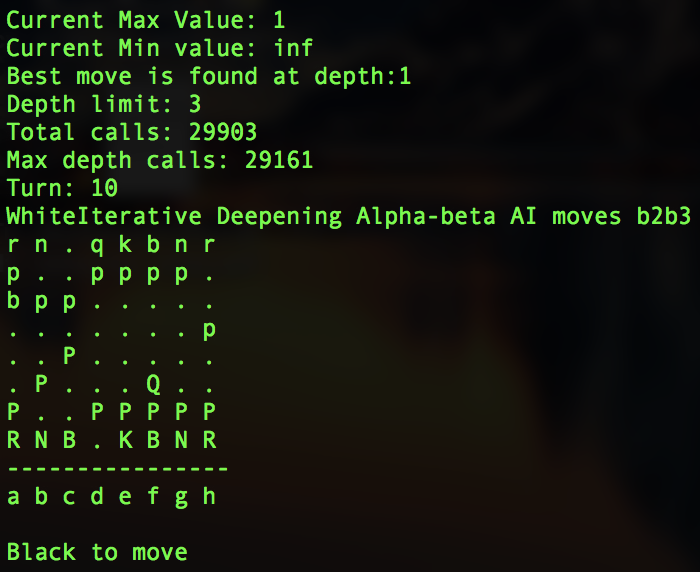 Current Max Value: 1
Current Min value: inf
Best move is found at depth:1
Depth limit: 3
Total calls: 29903
Max depth calls: 29161
Turn: 10
WhiteIterative Deepening Alpha-beta AI moves b2b3
r n . q k b n r
p . . p p p p .
b p p . . . . .
. . . . . . . p
. . P . . . . .
. P . . . Q . .
P . . P P P P P
R N B . K B N R
----------------
a b c d e f g h
Black to move